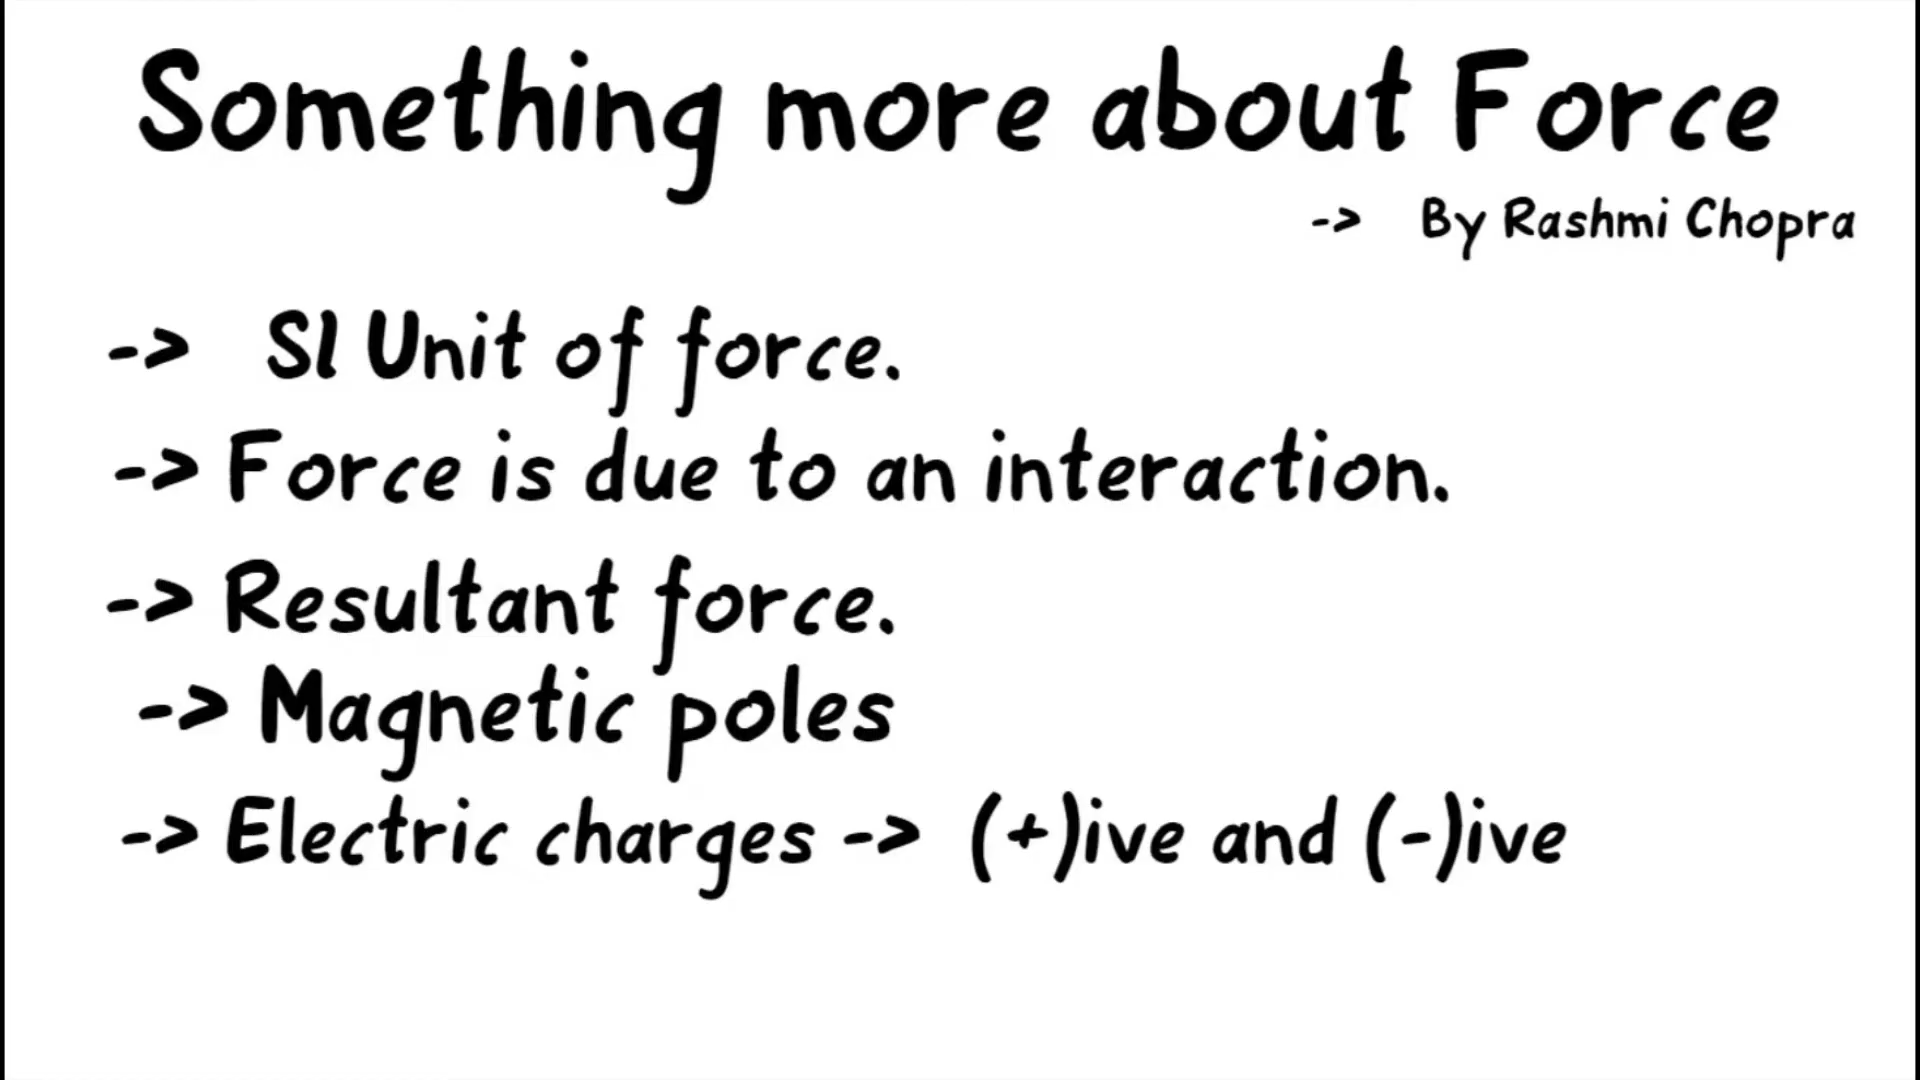 Something more about Force
-> By Rashmi Chopra
-> SI Unit of force.
-> Force is due to an interaction.
-> Resultant force.
-> Magnetic poles
-> Electric charges -> (+)ive and (-)ive